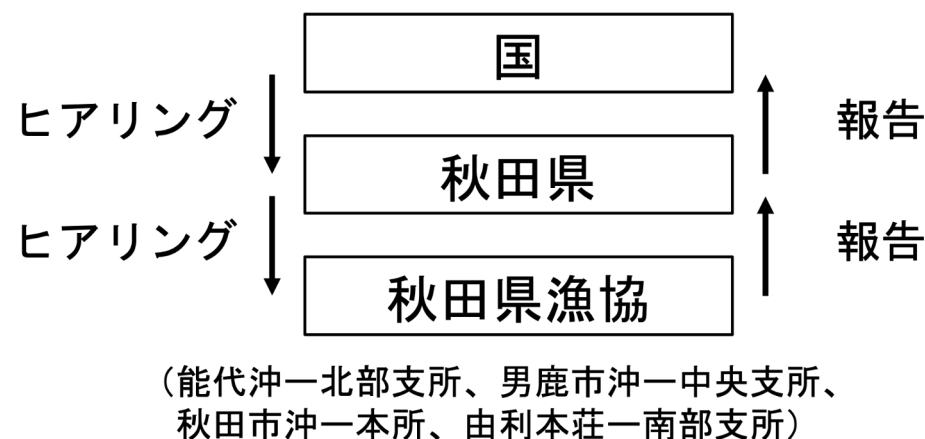 国
ヒアリング
報告
秋田県
ヒアリング
報告
秋田県漁協
（能代沖ー北部支所、男鹿市沖ー中央支所、
秋田市沖ー本所、由利本荘ー南部支所）